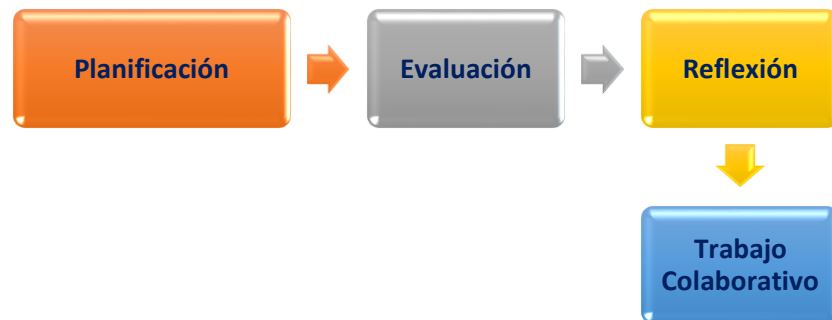 Planificación
Evaluación
Reflexión
Trabajo
Colaborativo